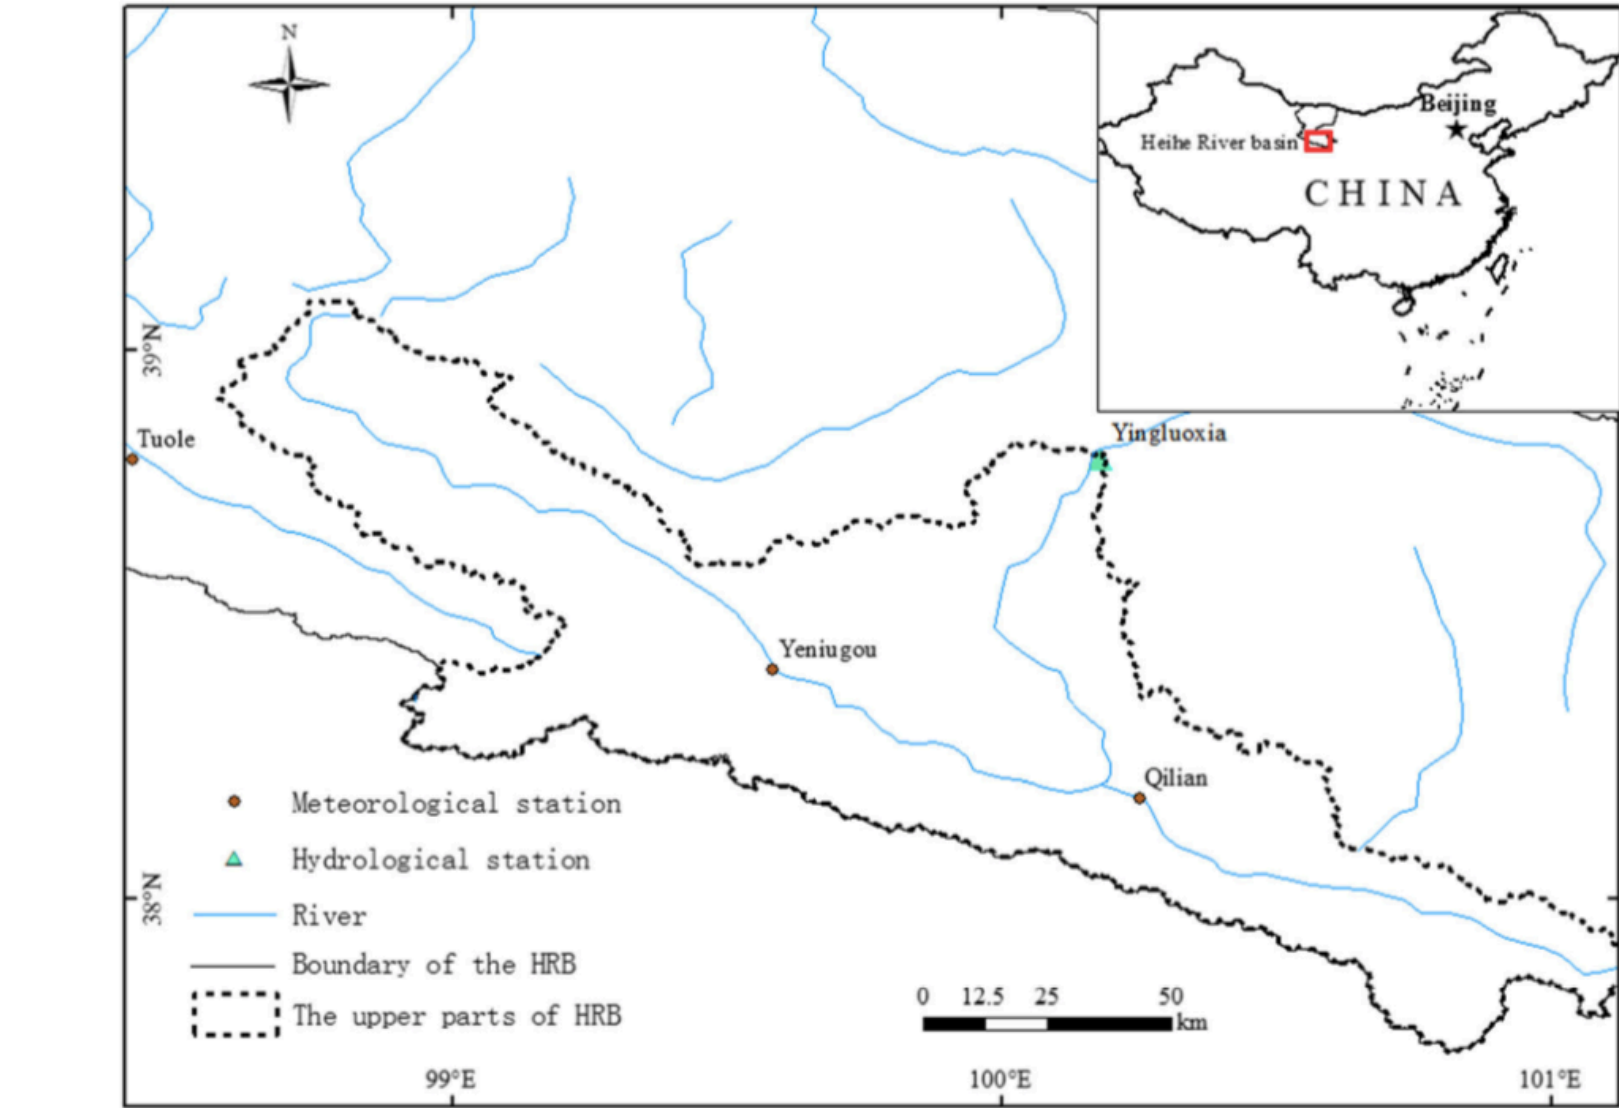 N
Beijing
Heihe River basin
CHINA
39°N
Tuole
Yingluoxia
Yeniugou
Qilian
Meteorological station
Hydrological station
38°N
River
Boundary of the HRB
The upper parts of HRB
0 12.5 25 50
km
99°E 100°E 101°E